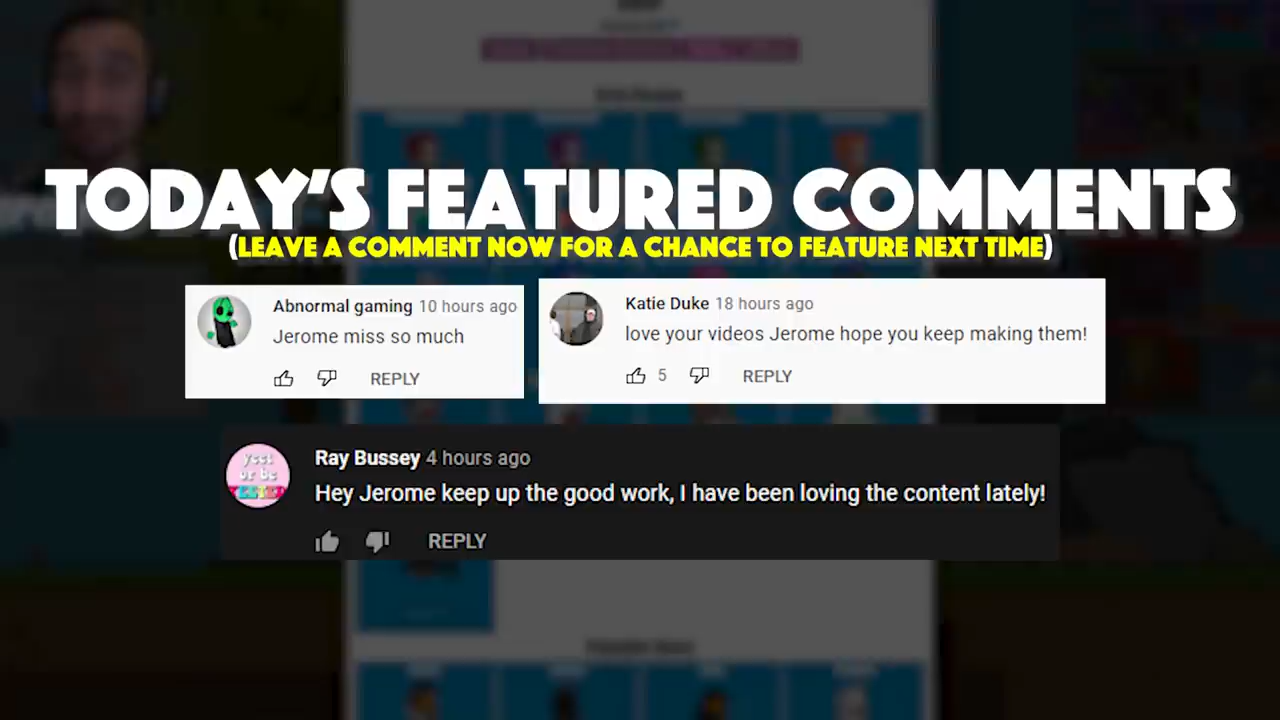 TODAY'S FEATURED COMMENTS
(LEAVE A COMMENT NOW FOR A CHANCE TO FEATURE NEXT TIME)
Abnormal gaming 10 hours ago
Jerome miss so much
REPLY
Katie Duke 18 hours ago
love your videos Jerome hope you keep making them!
5 REPLY
yeet
or be
Ray Bussey 4 hours ago
Hey Jerome keep up the good work, I have been loving the content lately!
REPLY